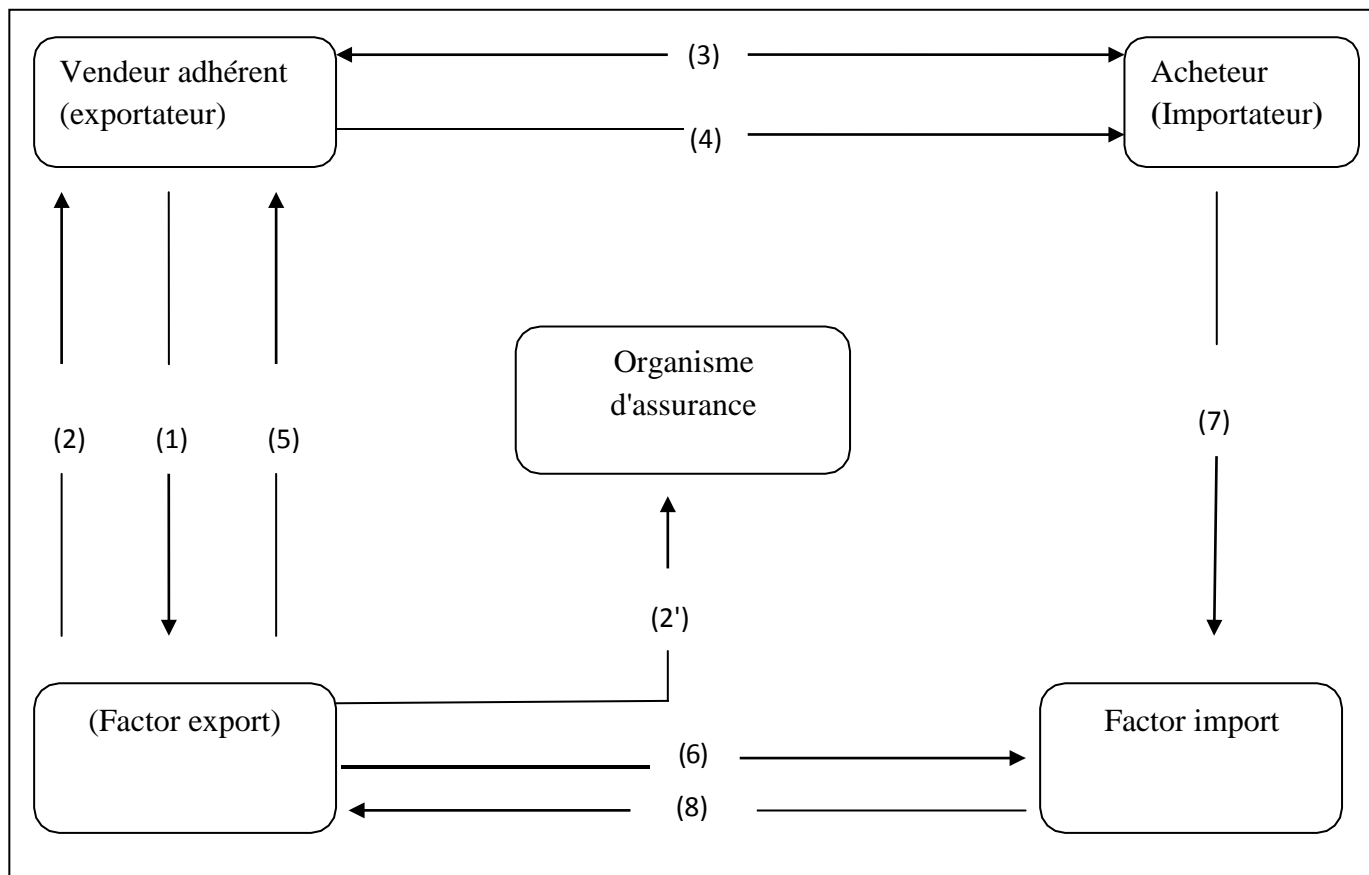 Vendeur adhérent
(exportateur)
(3)
Acheteur
(Importateur)
(4)
Organisme
d'assurance
(2)
(1)
(5)
(7)
(2')
(Factor export)
(6)
Factor import
(8)